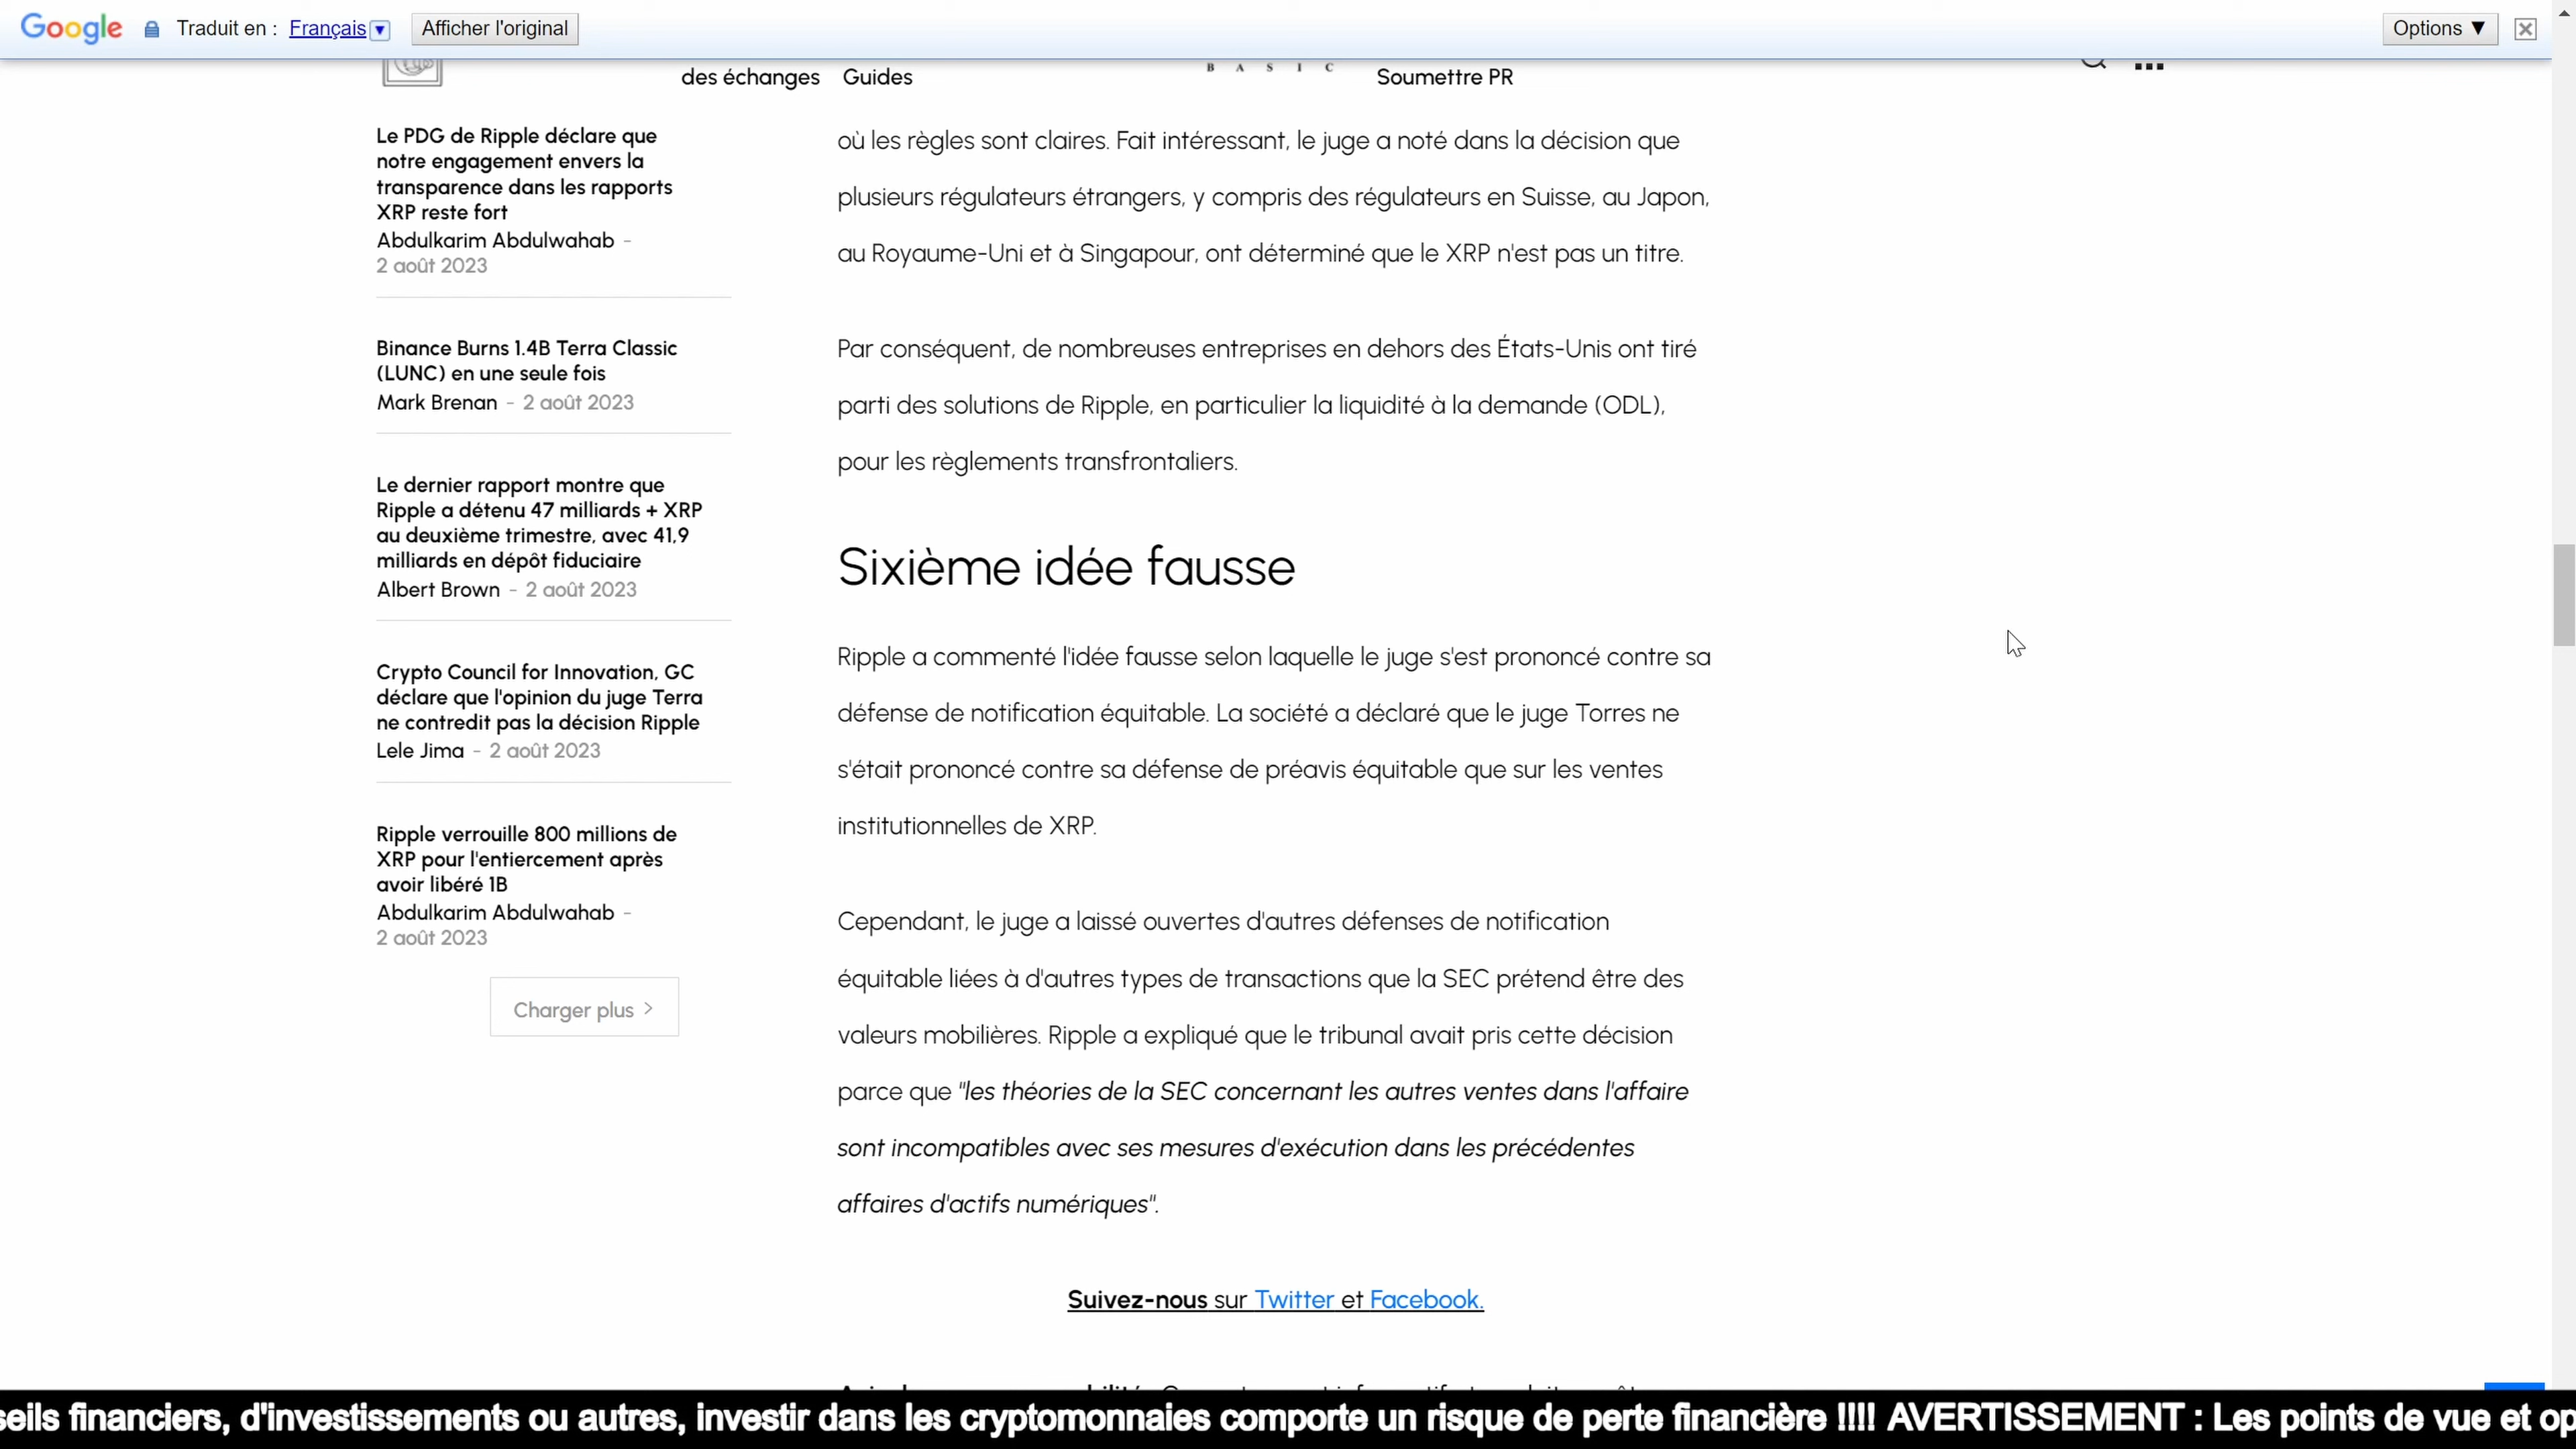 Google Traduit en : Français ▼ Afficher l'original Options ▼
des échanges Guides
B A S I C
Soumettre PR
Le PDG de Ripple déclare que
notre engagement envers la
transparence dans les rapports
XRP reste fort
Abdulkarim Abdulwahab -
2 août 2023
Binance Burns 1.4B Terra Classic
(LUNC) en une seule fois
Mark Brenan - 2 août 2023
Le dernier rapport montre que
Ripple a détenu 47 milliards + XRP
au deuxième trimestre, avec 41,9
milliards en dépôt fiduciaire
Albert Brown - 2 août 2023
Crypto Council for Innovation, GC
déclare que l'opinion du juge Terra
ne contredit pas la décision Ripple
Lele Jima - 2 août 2023
Ripple verrouille 800 millions de
XRP pour l'entiercement après
avoir libéré 1B
Abdulkarim Abdulwahab -
2 août 2023
Charger plus >
où les règles sont claires. Fait intéressant, le juge a noté dans la décision que
plusieurs régulateurs étrangers, y compris des régulateurs en Suisse, au Japon,
au Royaume-Uni et à Singapour, ont déterminé que le XRP n'est pas un titre.
Par conséquent, de nombreuses entreprises en dehors des États-Unis ont tiré
parti des solutions de Ripple, en particulier la liquidité à la demande (ODL),
pour les règlements transfrontaliers.
Sixième idée fausse
Ripple a commenté l'idée fausse selon laquelle le juge s'est prononcé contre sa
défense de notification équitable. La société a déclaré que le juge Torres ne
s'était prononcé contre sa défense de préavis équitable que sur les ventes
institutionnelles de XRP.
Cependant, le juge a laissé ouvertes d'autres défenses de notification
équitable liées à d'autres types de transactions que la SEC prétend être des
valeurs mobilières. Ripple a expliqué que le tribunal avait pris cette décision
parce que "les théories de la SEC concernant les autres ventes dans l'affaire
sont incompatibles avec ses mesures d'exécution dans les précédentes
affaires d'actifs numériques".
Suivez-nous sur Twitter et Facebook.
seils financiers, d'investissements ou autres, investir dans les cryptomonnaies comporte un risque de perte financière !!!! AVERTISSEMENT : Les points de vue et op